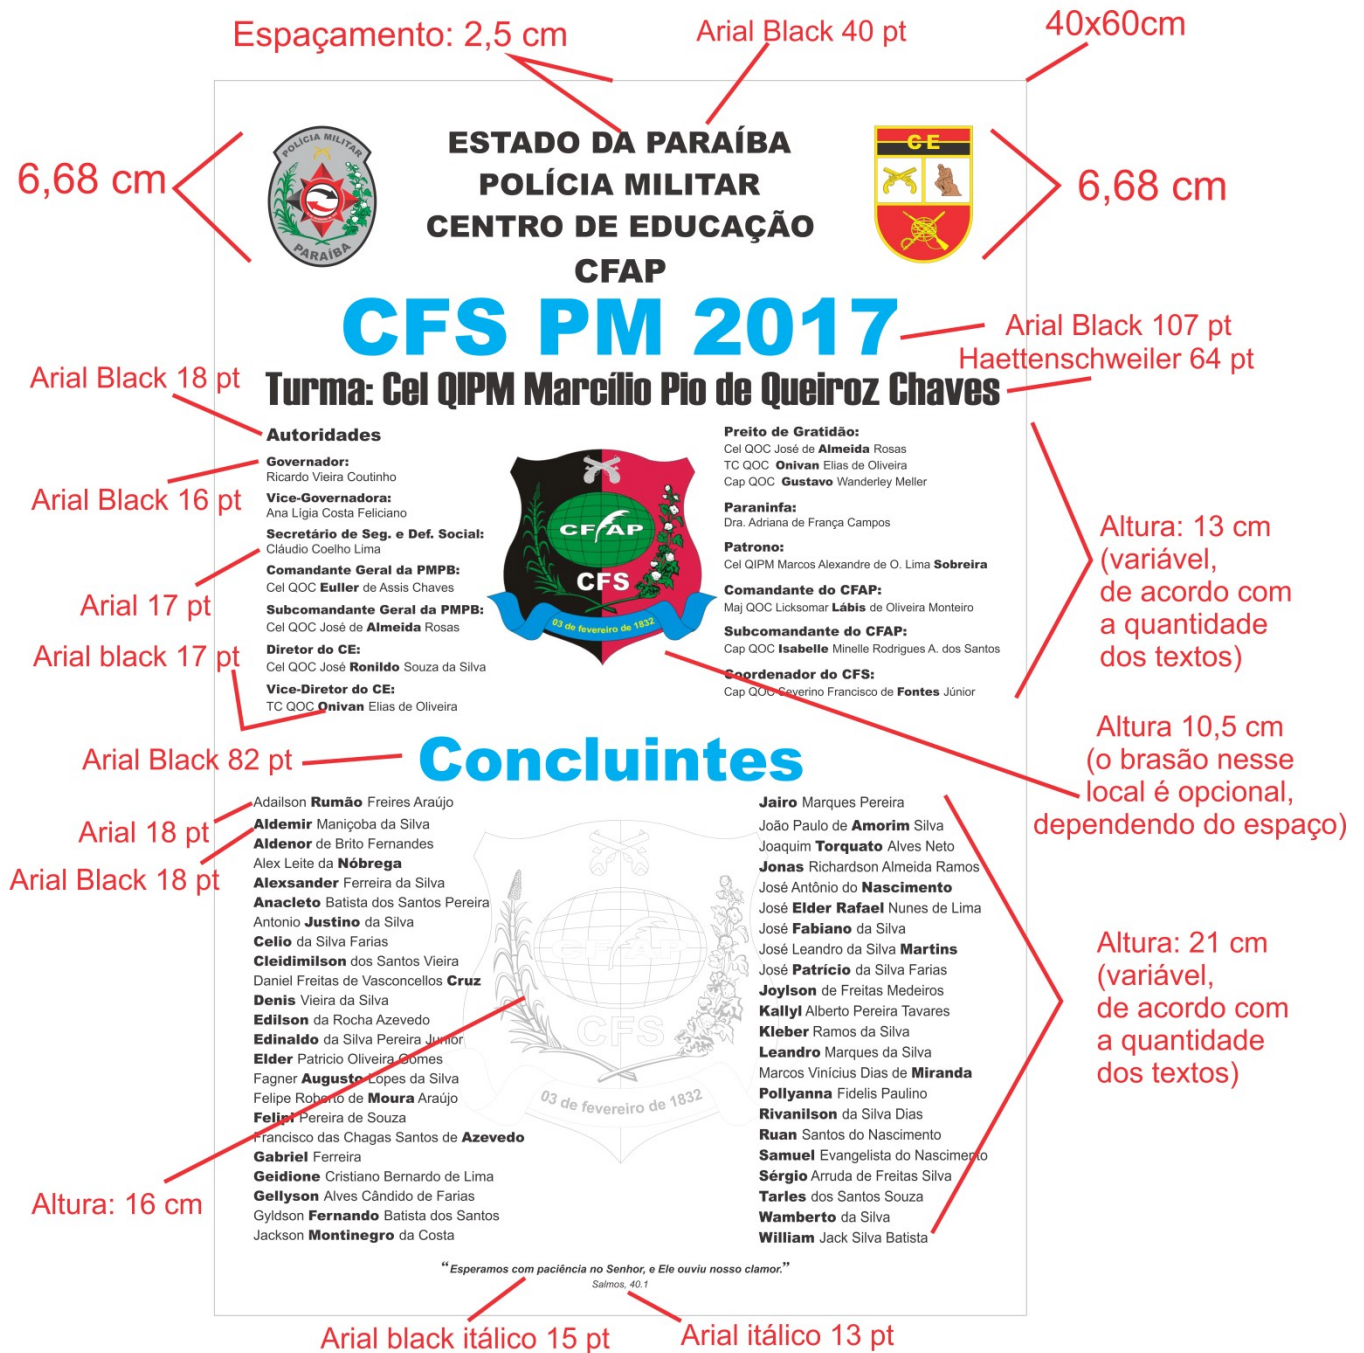 Espaçamento: 2,5 cm
Arial Black 40 pt
40x60cm
6,68 cm
POLÍCIA MILITAR
PARAÍBA
ESTADO DA PARAÍBA
POLÍCIA MILITAR
CENTRO DE EDUCAÇÃO
CFAP
CE
6,68 cm
CFS PM 2017
Arial Black 107 pt
Haettenschweiler 64 pt
Turma: Cel QIPM Marcílio Pio de Queiroz Chaves
Arial Black 18 pt
Arial Black 16 pt
Arial 17 pt
Arial black 17 pt
Autoridades
Governador:
Ricardo Vieira Coutinho
Vice-Governadora:
Ana Lígia Costa Feliciano
Secretário de Seg. e Def. Social:
Cláudio Coelho Lima
Comandante Geral da PMPB:
Cel QOC Euller de Assis Chaves
Subcomandante Geral da PMPB:
Cel QOC José de Almeida Rosas
Diretor do CE:
Cel QOC José Ronildo Souza da Silva
Vice-Diretor do CE:
TC QOC Onivan Elias de Oliveira
CFAP
CFS
03 de fevereiro de 1832
Preito de Gratidão:
Cel QOC José de Almeida Rosas
TC QOC Onivan Elias de Oliveira
Cap QOC Gustavo Wanderley Meller
Paraninfa:
Dra. Adriana de França Campos
Patrono:
Cel QIPM Marcos Alexandre de O. Lima Sobreira
Comandante do CFAP:
Maj QOC Licksomar Lábis de Oliveira Monteiro
Subcomandante do CFAP:
Cap QOC Isabelle Minelle Rodrigues A. dos Santos
Coordenador do CFS:
Cap QOC Severino Francisco de Fontes Júnior
Altura: 13 cm
(variável,
de acordo com
a quantidade
dos textos)
Altura 10,5 cm
(o brasão nesse
local é opcional,
dependendo do espaço)
Arial Black 82 pt
Concluintes
Arial 18 pt
Arial Black 18 pt
Adailson Rumão Freires Araújo
Aldemir Maniçoba da Silva
Aldenor de Brito Fernandes
Alex Leite da Nóbrega
Alexsander Ferreira da Silva
Anacleto Batista dos Santos Pereira
Antonio Justino da Silva
Celio da Silva Farias
Cleidimilson dos Santos Vieira
Daniel Freitas de Vasconcellos Cruz
Denis Vieira da Silva
Edilson da Rocha Azevedo
Edinaldo da Silva Pereira Junior
Elder Patricio Oliveira Gomes
Fagner Augusto Lopes da Silva
Felipe Roberto de Moura Araújo
Felipi Pereira de Souza
Francisco das Chagas Santos de Azevedo
Gabriel Ferreira
Geidione Cristiano Bernardo de Lima
Gellyson Alves Cândido de Farias
Gyldson Fernando Batista dos Santos
Jackson Montinegro da Costa
Altura: 16 cm
CFAP
CFS
03 de fevereiro de 1832
Jairo Marques Pereira
João Paulo de Amorim Silva
Joaquim Torquato Alves Neto
Jonas Richardson Almeida Ramos
José Antônio do Nascimento
José Elder Rafael Nunes de Lima
José Fabiano da Silva
José Leandro da Silva Martins
José Patrício da Silva Farias
Joylson de Freitas Medeiros
Kallyl Alberto Pereira Tavares
Kleber Ramos da Silva
Leandro Marques da Silva
Marcos Vinícius Dias de Miranda
Pollyanna Fidelis Paulino
Rivanilson da Silva Dias
Ruan Santos do Nascimento
Samuel Evangelista do Nascimento
Sérgio Arruda de Freitas Silva
Tarles dos Santos Souza
Wamberto da Silva
William Jack Silva Batista
Altura: 21 cm
(variável,
de acordo com
a quantidade
dos textos)
“Esperamos com paciência no Senhor, e Ele ouviu nosso clamor.”
Salmos, 40.1
Arial black itálico 15 pt
Arial itálico 13 pt